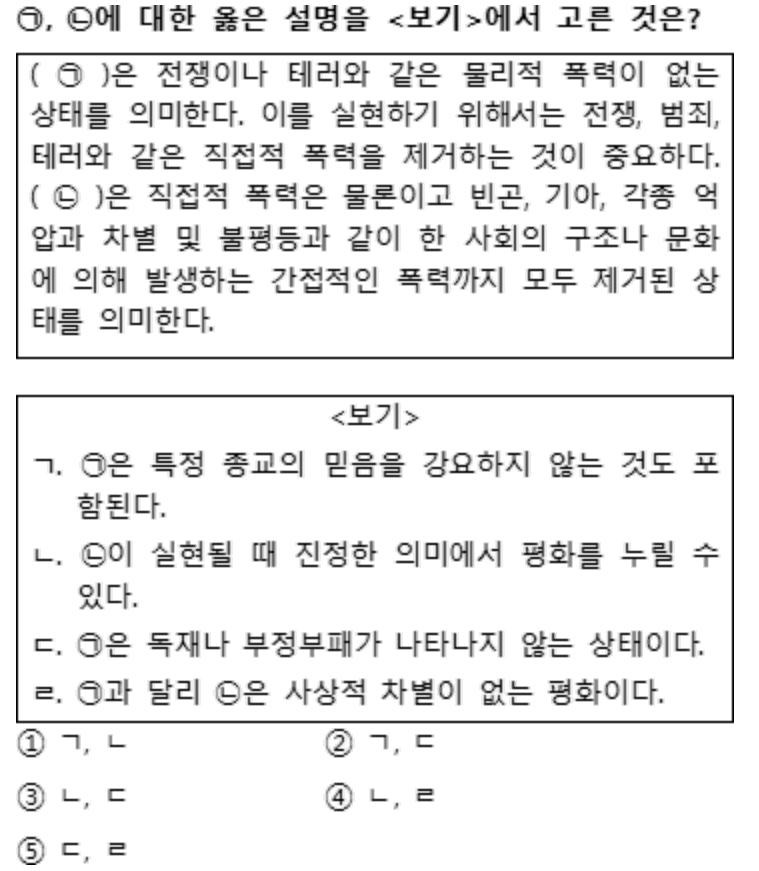 ㉠, ㉡에 대한 옳은 설명을 <보기>에서 고른 것은?
( ㉠ )은 전쟁이나 테러와 같은 물리적 폭력이 없는
상태를 의미한다. 이를 실현하기 위해서는 전쟁, 범죄,
테러와 같은 직접적 폭력을 제거하는 것이 중요하다.
( ㉡ )은 직접적 폭력은 물론이고 빈곤, 기아, 각종 억
압과 차별 및 불평등과 같이 한 사회의 구조나 문화
에 의해 발생하는 간접적인 폭력까지 모두 제거된 상
태를 의미한다.
<보기>
ㄱ. ㉠은 특정 종교의 믿음을 강요하지 않는 것도 포
함된다.
ㄴ. ㉡이 실현될 때 진정한 의미에서 평화를 누릴 수
있다.
ㄷ. ㉠은 독재나 부정부패가 나타나지 않는 상태이다.
ㄹ. ㉠과 달리 ㉡은 사상적 차별이 없는 평화이다.
① ㄱ, ㄴ ② ㄱ, ㄷ
③ ㄴ, ㄷ ④ ㄴ, ㄹ
⑤ ㄷ, ㄹ